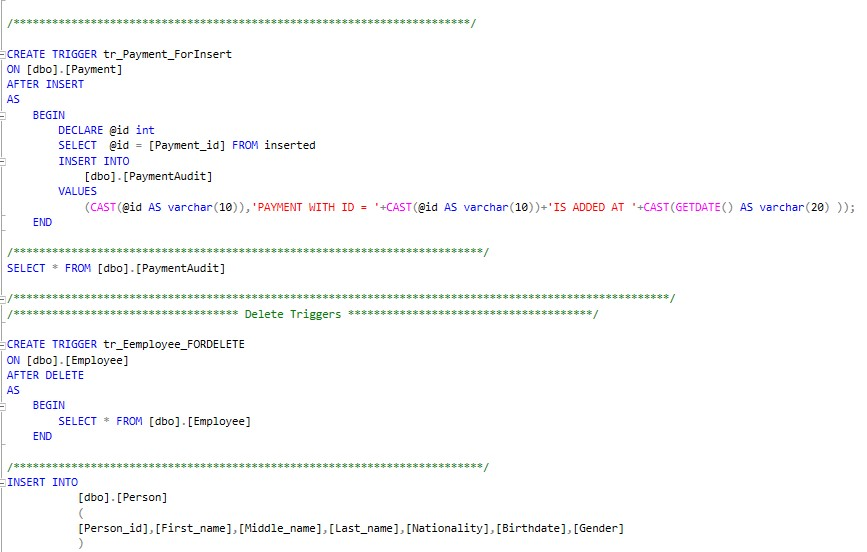 /***********************************************************************/
CREATE TRIGGER tr_Payment_ForInsert
ON [dbo].[Payment]
AFTER INSERT
AS
BEGIN
DECLARE @id int
SELECT  @id = [Payment_id] FROM inserted
INSERT INTO
[dbo].[PaymentAudit]
VALUES
(CAST(@id AS varchar(10)),'PAYMENT WITH ID = '+CAST(@id AS varchar(10))+'IS ADDED AT '+CAST(GETDATE() AS varchar(20) ));
END
/*************************************************************************/
SELECT * FROM [dbo].[PaymentAudit]
/******************************************************************************************************/
/*********************************** Delete Triggers **************************************/
CREATE TRIGGER tr_Eemployee_FORDELETE
ON [dbo].[Employee]
AFTER DELETE
AS
BEGIN
SELECT * FROM [dbo].[Employee]
END
/*************************************************************************/
INSERT INTO
[dbo].[Person]
(
[Person_id],[First_name],[Middle_name],[Last_name],[Nationality],[Birthdate],[Gender]
)